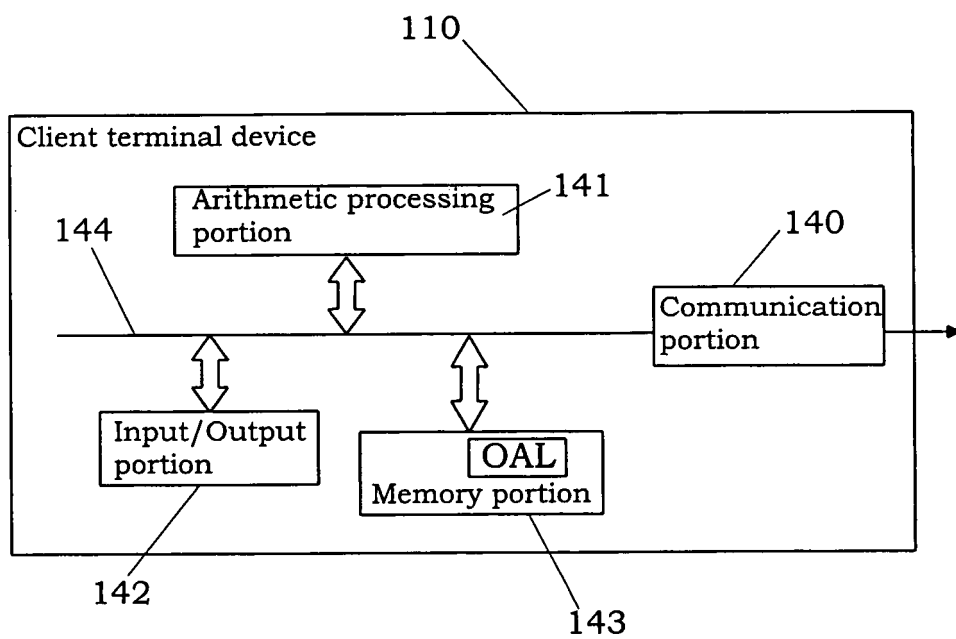 110
Client terminal device
Arithmetic processing
portion
141
144
140
Communication
portion
Input/Output
portion
OAL
Memory portion
142
143